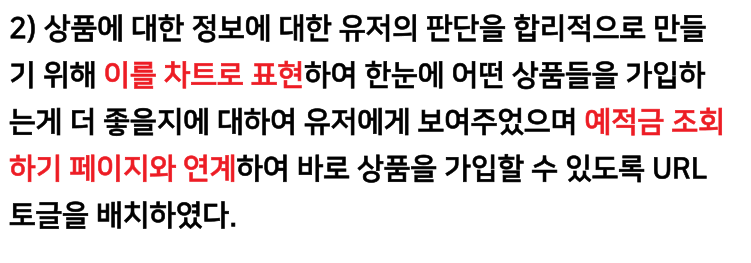 2) 상품에 대한 정보에 대한 유저의 판단을 합리적으로 만들
기 위해 이를 차트로 표현하여 한눈에 어떤 상품들을 가입하
는게 더 좋을지에 대하여 유저에게 보여주었으며 예적금 조회
하기 페이지와 연계하여 바로 상품을 가입할 수 있도록 URL
토글을 배치하였다.